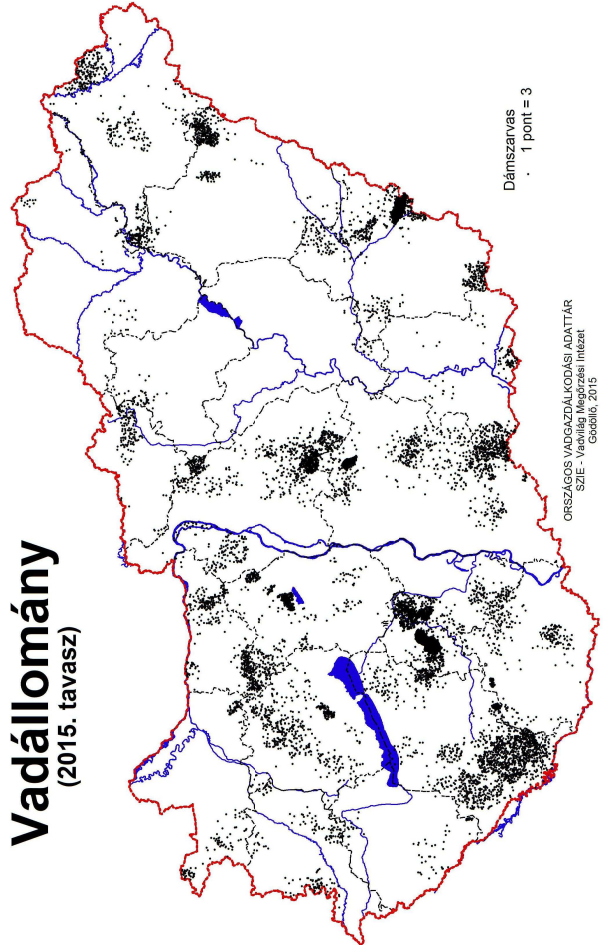 Vadállomány
(2015. tavasz)
Dámszarvas
. 1 pont = 3
ORSZÁGOS VADGAZDÁLKODÁSI ADATTÁR
SZIE - Vadvilág Megőrzési Intézet
Gödöllő, 2015